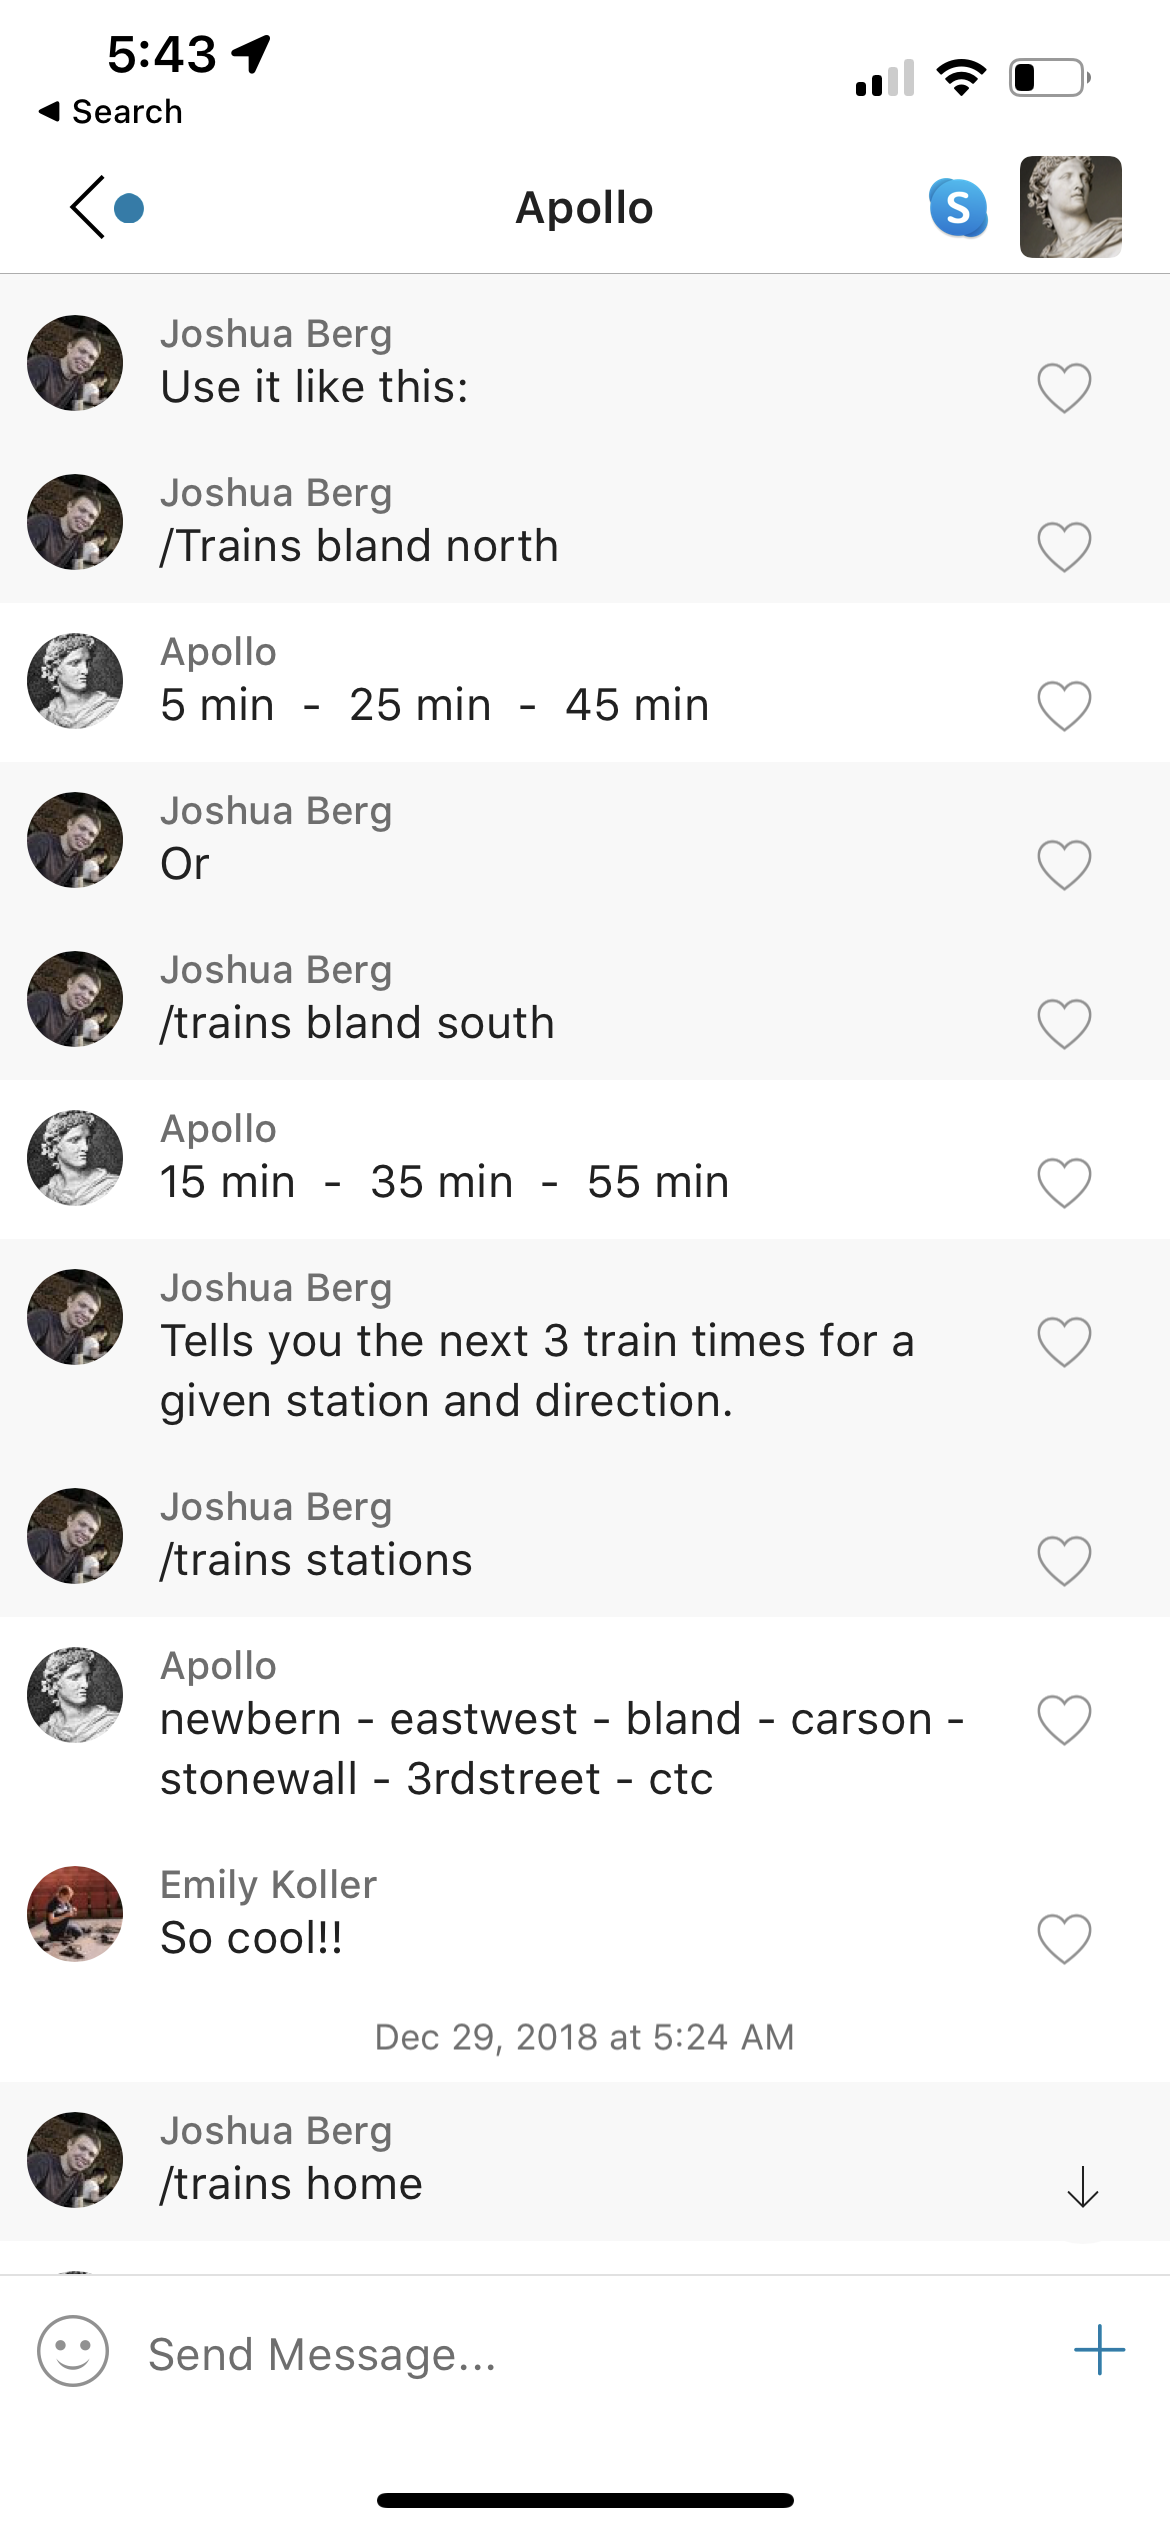 5:43
Search
Apollo
S
Joshua Berg
Use it like this:
Joshua Berg
/Trains bland north
Apollo
5 min  -  25 min  -  45 min
Joshua Berg
Or
Joshua Berg
/trains bland south
Apollo
15 min  -  35 min  -  55 min
Joshua Berg
Tells you the next 3 train times for a
given station and direction.
Joshua Berg
/trains stations
Apollo
newbern - eastwest - bland - carson -
stonewall - 3rdstreet - ctc
Emily Koller
So cool!!
Dec 29, 2018 at 5:24 AM
Joshua Berg
/trains home
Send Message...